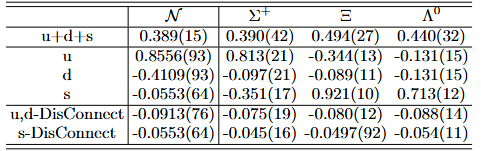 𝒩 Σ⁺ Ξ Λ⁰
u+d+s 0.389(15) 0.390(42) 0.494(27) 0.440(32)
u 0.8556(93) 0.813(21) -0.344(13) -0.131(15)
d -0.4109(93) -0.097(21) -0.089(11) -0.131(15)
s -0.0553(64) -0.351(17) 0.921(10) 0.713(12)
u,d-DisConnect -0.0913(76) -0.075(19) -0.080(12) -0.088(14)
s-DisConnect -0.0553(64) -0.045(16) -0.0497(92) -0.054(11)